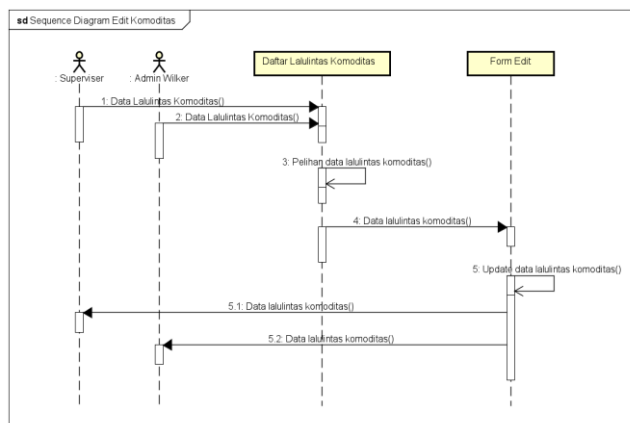 sd Sequence Diagram Edit Komoditas
: Superviser
: Admin Wilker
Daftar Lalulintas Komoditas
Form Edit
1: Data Lalulintas Komoditas()
2: Data Lalulintas Komoditas()
3: Pelihan data lalulintas komoditas()
4: Data lalulintas komoditas()
5: Update data lalulintas komoditas()
5.1: Data lalulintas komoditas()
5.2: Data lalulintas komoditas()